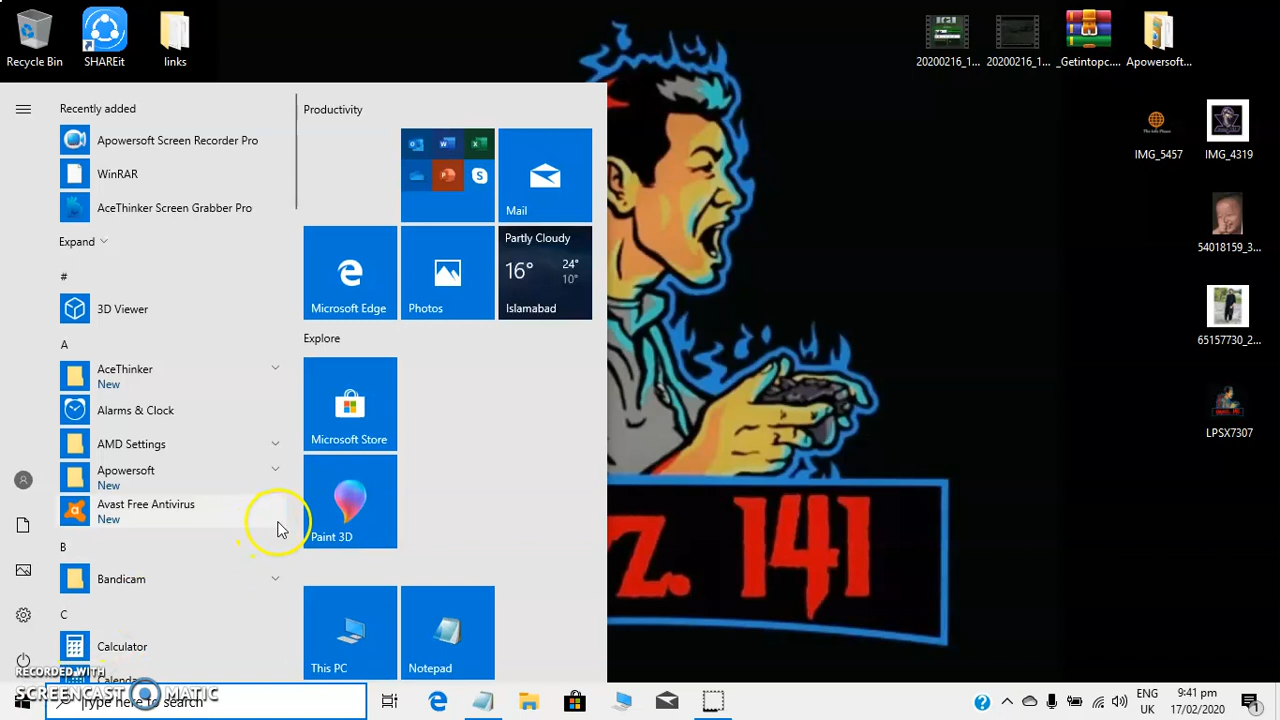 Recycle Bin
SHAREit
links
20200216_1...
20200216_1...
_Getintopc....
Apowersoft...
IMG_5457
IMG_4319
54018159_3...
65157730_2...
LPSX7307
Recently added
Apowersoft Screen Recorder Pro
WinRAR
AceThinker Screen Grabber Pro
Expand
#
3D Viewer
A
AceThinker
New
Alarms & Clock
AMD Settings
Apowersoft
New
Avast Free Antivirus
New
B
Bandicam
C
Calculator
Calendar
Productivity
Mail
Microsoft Edge
Photos
Partly Cloudy
16° 24°
10°
Islamabad
Explore
Microsoft Store
Paint 3D
This PC
Notepad
z. 141
RECORDED WITH
SCREENCAST MATIC
Type here to search
ENG
UK
9:41 pm
17/02/2020